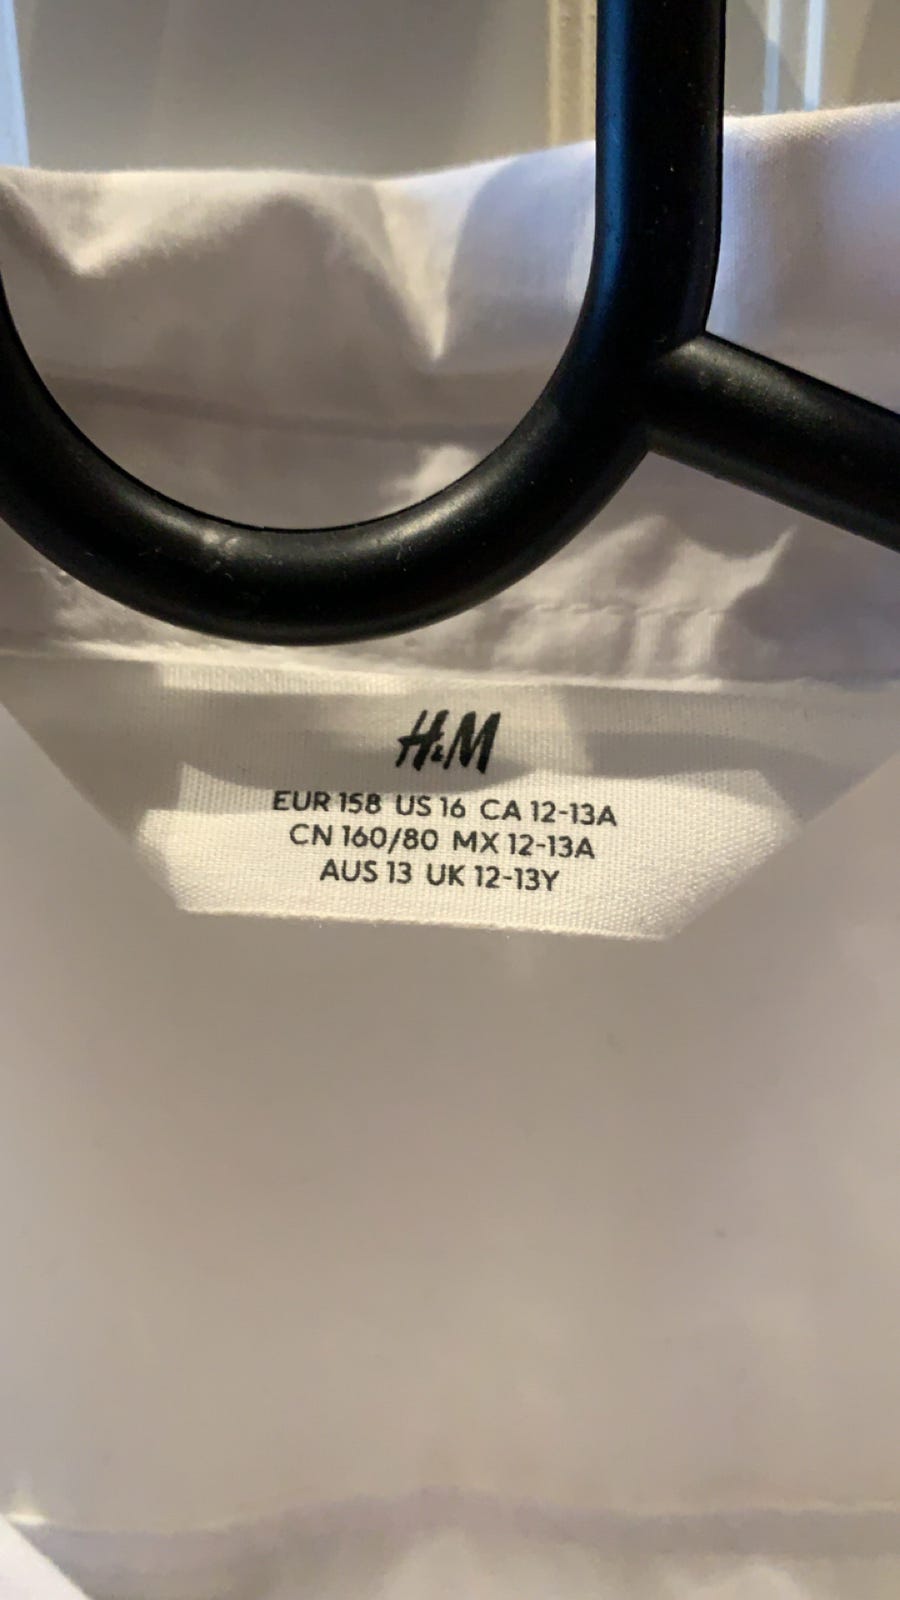 H&M
EUR 158 US 16 CA 12-13A
CN 160/80 MX 12-13A
AUS 13 UK 12-13Y